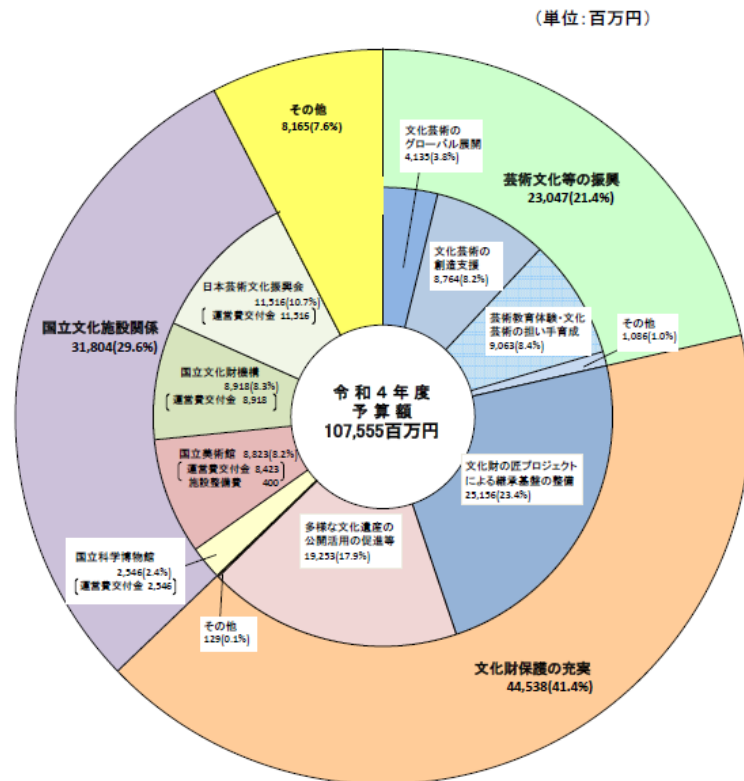 (単位:百万円)
その他
8,165(7.6%)
文化芸術の
グローバル展開
4,135(3.8%)
芸術文化等の振興
23,047(21.4%)
文化芸術の
創造支援
8,764(8.2%)
芸術教育体験・文化
芸術の担い手育成
9,063(8.4%)
その他
1,086(1.0%)
日本芸術文化振興会
11,516(10.7%)
運営費交付金 11,516
国立文化施設関係
31,804(29.6%)
国立文化財機構
8,918(8.3%)
運営費交付金 8,918
令和4年度
予算額
107,555百万円
国立美術館 8,823(8.2%)
運営費交付金 8,423
施設整備費 400
文化財の匠プロジェクト
による継承基盤の整備
25,156(23.4%)
多様な文化遺産の
公開活用の促進等
19,253(17.9%)
国立科学博物館
2,546(2.4%)
運営費交付金 2,546
その他
129(0.1%)
文化財保護の充実
44,538(41.4%)